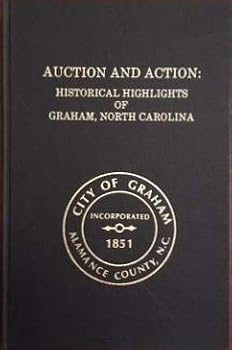 AUCTION AND ACTION:
HISTORICAL HIGHLIGHTS
OF
GRAHAM, NORTH CAROLINA
CITY OF GRAHAM
INCORPORATED
1851
ALAMANCE COUNTY, N.C.